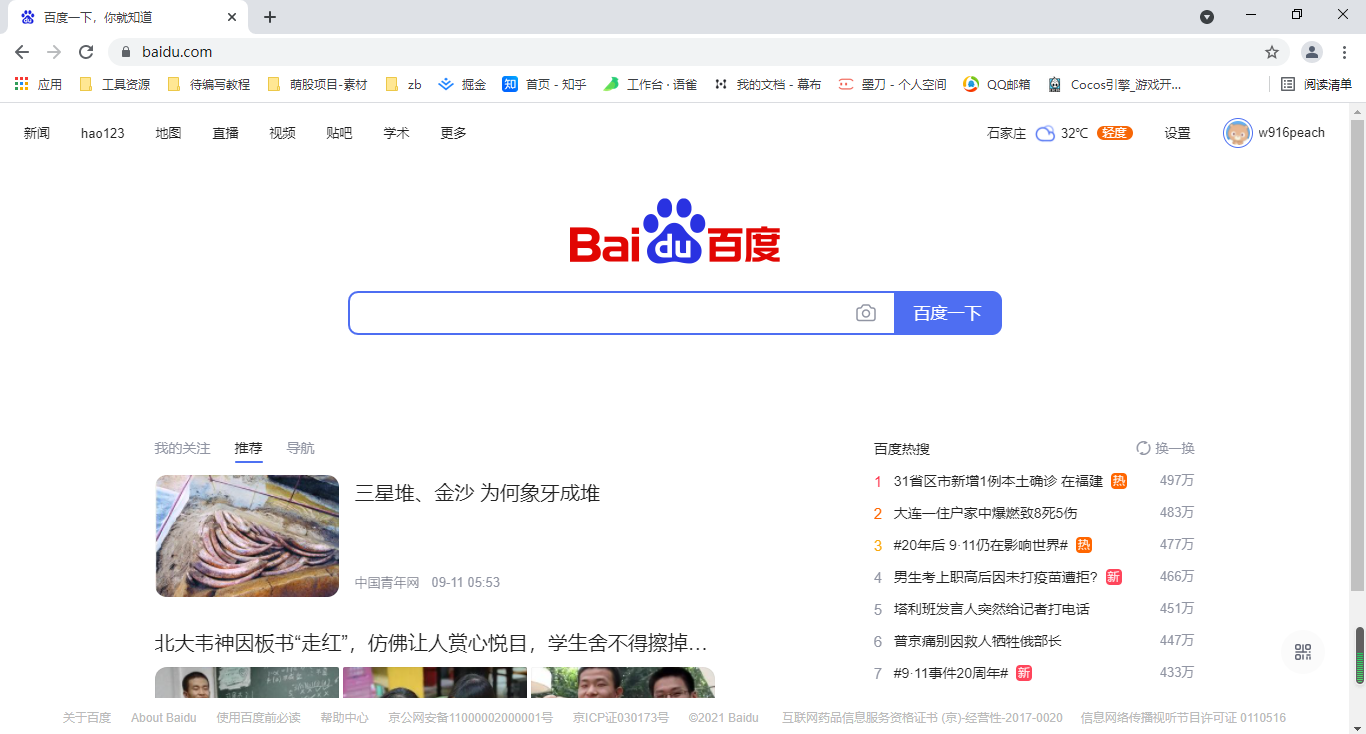 百度一下，你就知道
baidu.com
应用 工具资源 待编写教程 萌股项目-素材 zb 掘金 知 首页 - 知乎 工作台 · 语雀 我的文档 - 幕布 墨刀 - 个人空间 QQ邮箱 Cocos引擎_游戏开... 阅读清单
新闻 hao123 地图 直播 视频 贴吧 学术 更多 石家庄 32℃ 轻度 设置 w916peach
Bai du 百度
百度一下
我的关注 推荐 导航
三星堆、金沙 为何象牙成堆
中国青年网 09-11 05:53
北大韦神因板书“走红”，仿佛让人赏心悦目，学生舍不得擦掉...
百度热搜 换一换
1 31省区市新增1例本土确诊 在福建 热 497万
2 大连一住户家中爆燃致8死5伤 483万
3 #20年后 9·11仍在影响世界# 热 477万
4 男生考上职高后因未打疫苗遭拒? 新 466万
5 塔利班发言人突然给记者打电话 451万
6 普京痛别因救人牺牲俄部长 447万
7 #9·11事件20周年# 新 433万
关于百度 About Baidu 使用百度前必读 帮助中心 京公网安备11000002000001号 京ICP证030173号 ©2021 Baidu 互联网药品信息服务资格证书 (京)-经营性-2017-0020 信息网络传播视听节目许可证 0110516